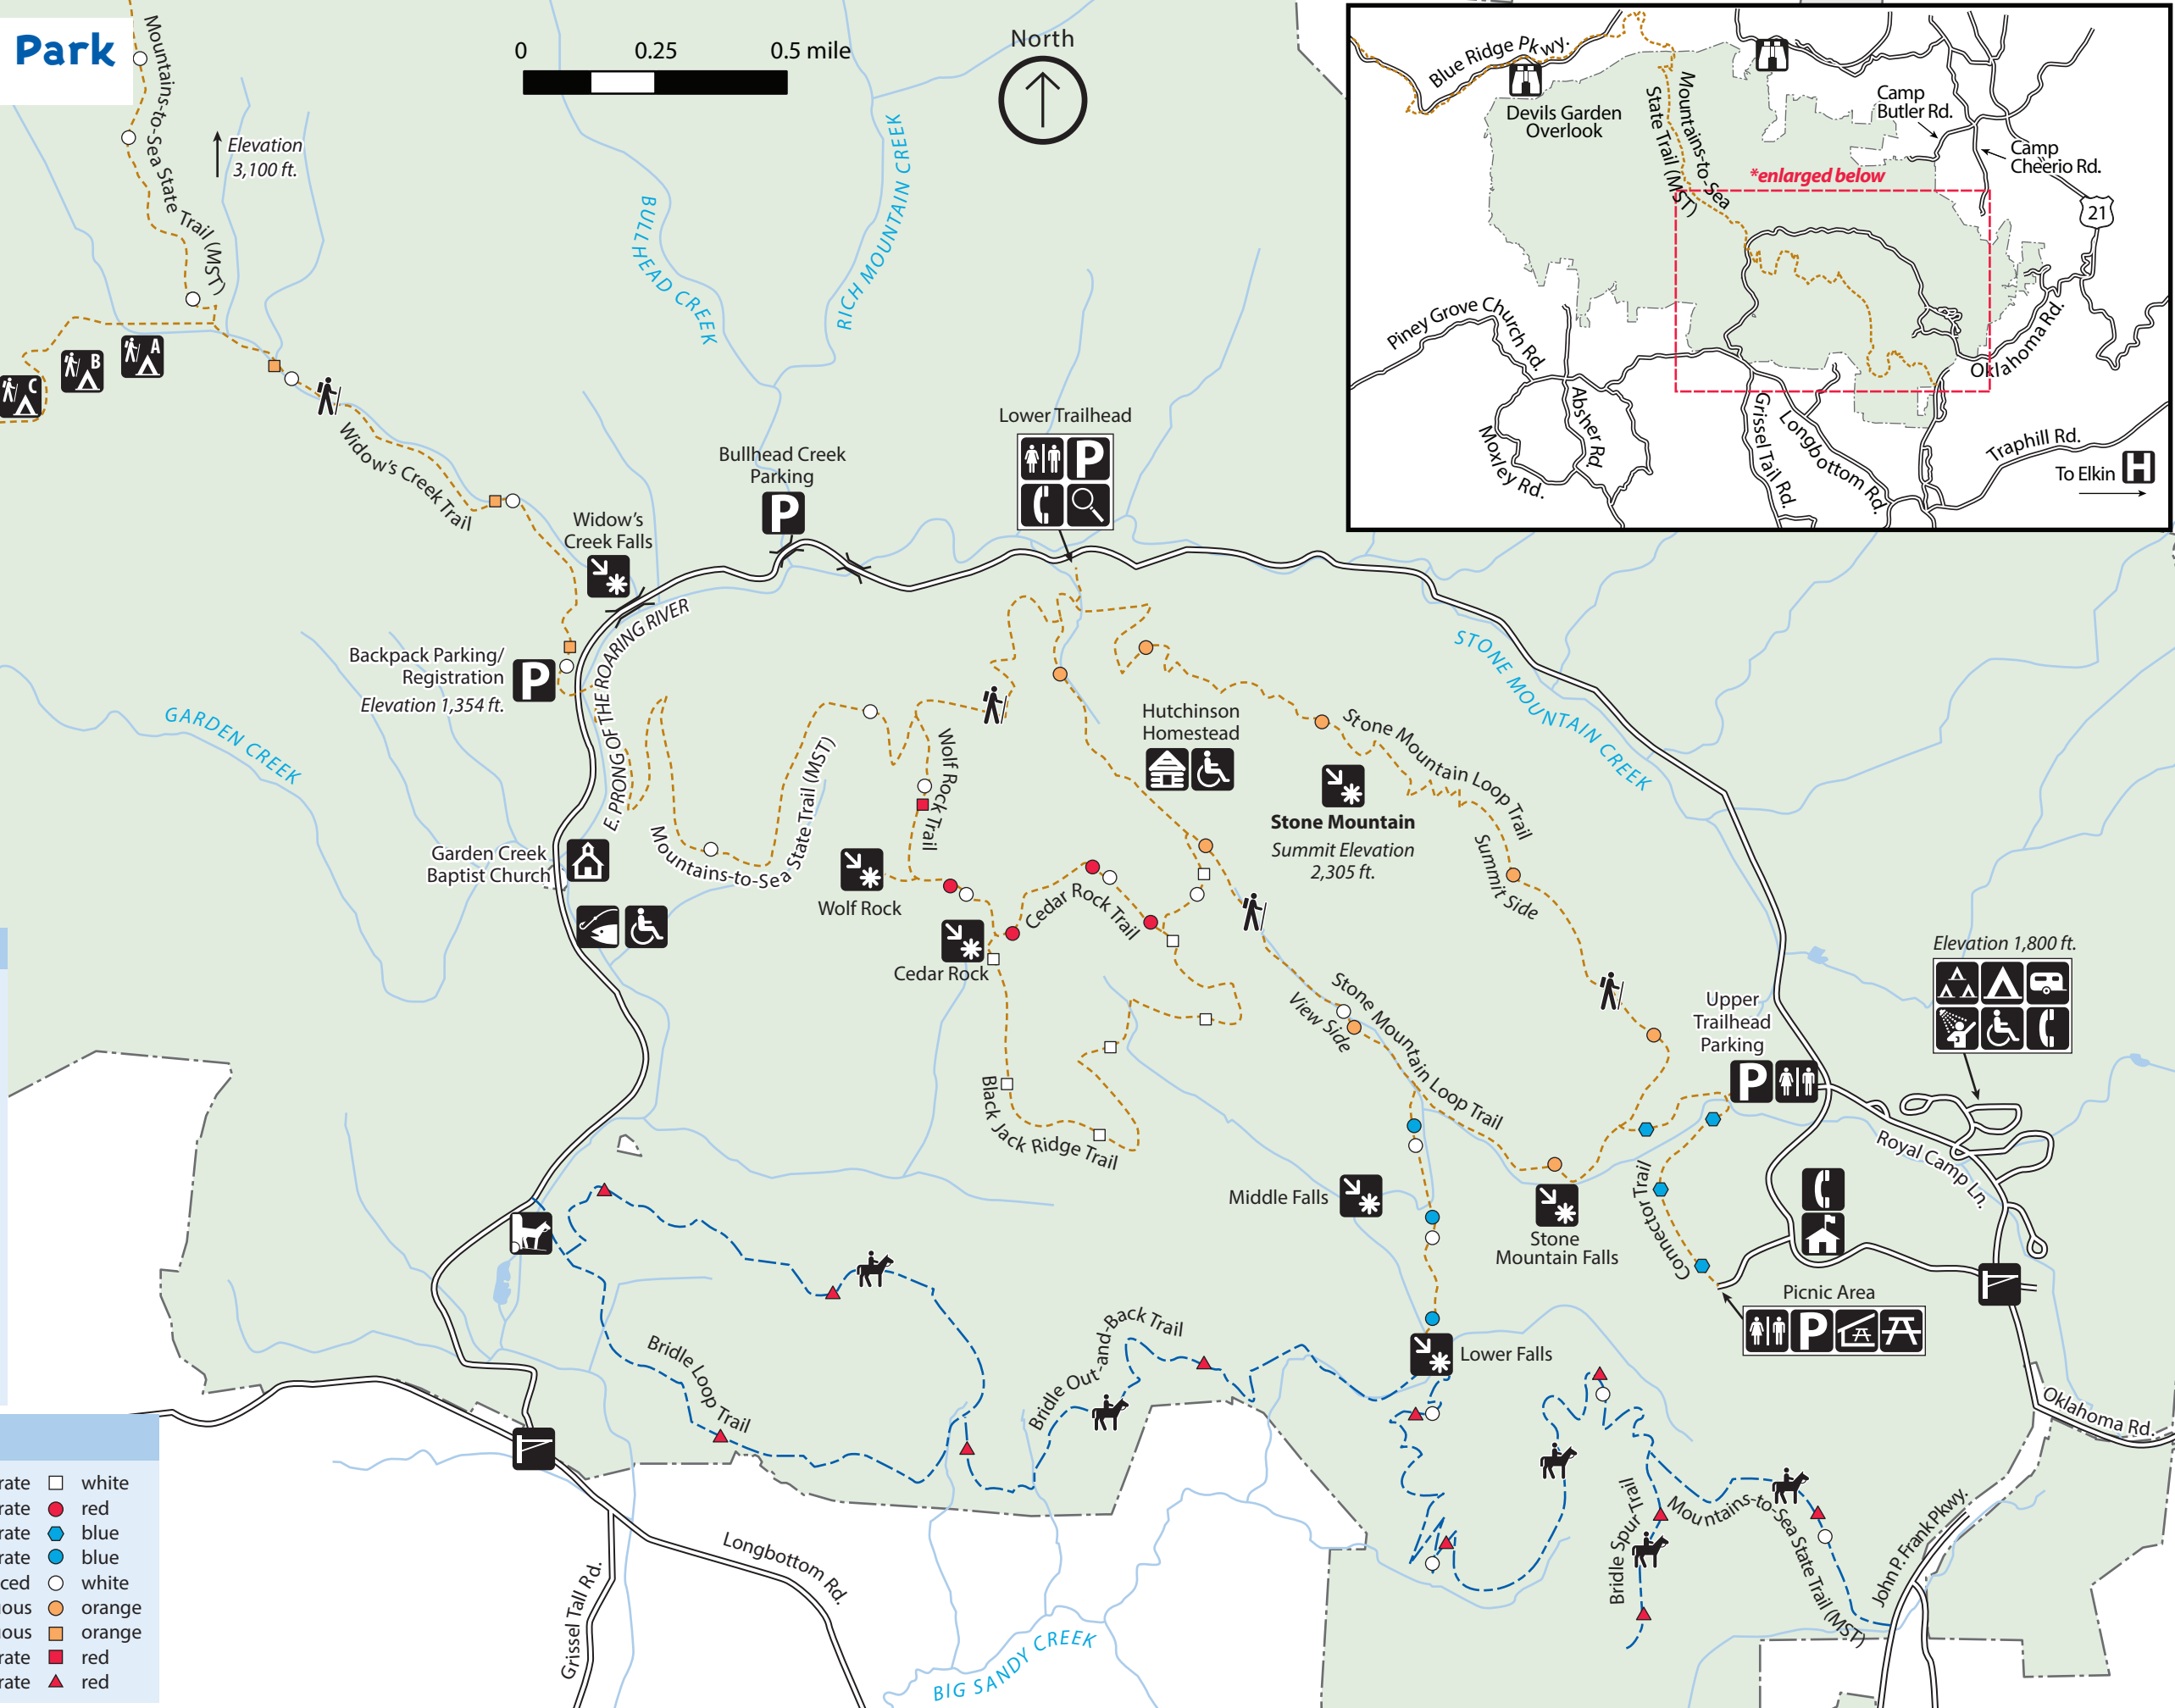 Park
Mountains-to-Sea State Trail (MST)
Elevation
3,100 ft.
0 0.25 0.5 mile
North
BULLHEAD CREEK
RICH MOUNTAIN CREEK
A
B
C
Widow's Creek Trail
Widow's
Creek Falls
Bullhead Creek
Parking
P
Lower Trailhead
P
Blue Ridge Pkwy.
Devils Garden
Overlook
Mountains-to-Sea
State Trail (MST)
Camp
Butler Rd.
Camp
Cheerio Rd.
*enlarged below
21
Piney Grove Church Rd.
Oklahoma Rd.
Absher Rd.
Moxley Rd.
Grissel Tail Rd.
Longbottom Rd.
Traphill Rd.
To Elkin
H
Backpack Parking/
Registration
Elevation 1,354 ft.
P
E. PRONG OF THE ROARING RIVER
GARDEN CREEK
STONE MOUNTAIN CREEK
Hutchinson
Homestead
Stone Mountain Loop Trail
Summit Side
Stone Mountain
Summit Elevation
2,305 ft.
Wolf Rock Trail
Mountains-to-Sea State Trail (MST)
Garden Creek
Baptist Church
Wolf Rock
Cedar Rock Trail
Cedar Rock
Stone Mountain Loop Trail
View Side
Elevation 1,800 ft.
Upper
Trailhead
Parking
P
Black Jack Ridge Trail
Royal Camp Ln.
Middle Falls
Stone
Mountain Falls
Connector Trail
Picnic Area
P
Bridle Loop Trail
Bridle Out-and-Back Trail
Lower Falls
Oklahoma Rd.
Bridle Spur Trail
Mountains-to-Sea State Trail (MST)
John P. Frank Pkwy.
Longbottom Rd.
Grissel Tall Rd.
BIG SANDY CREEK
rate white
rate red
rate blue
rate blue
ced white
ous orange
ous orange
rate red
rate red